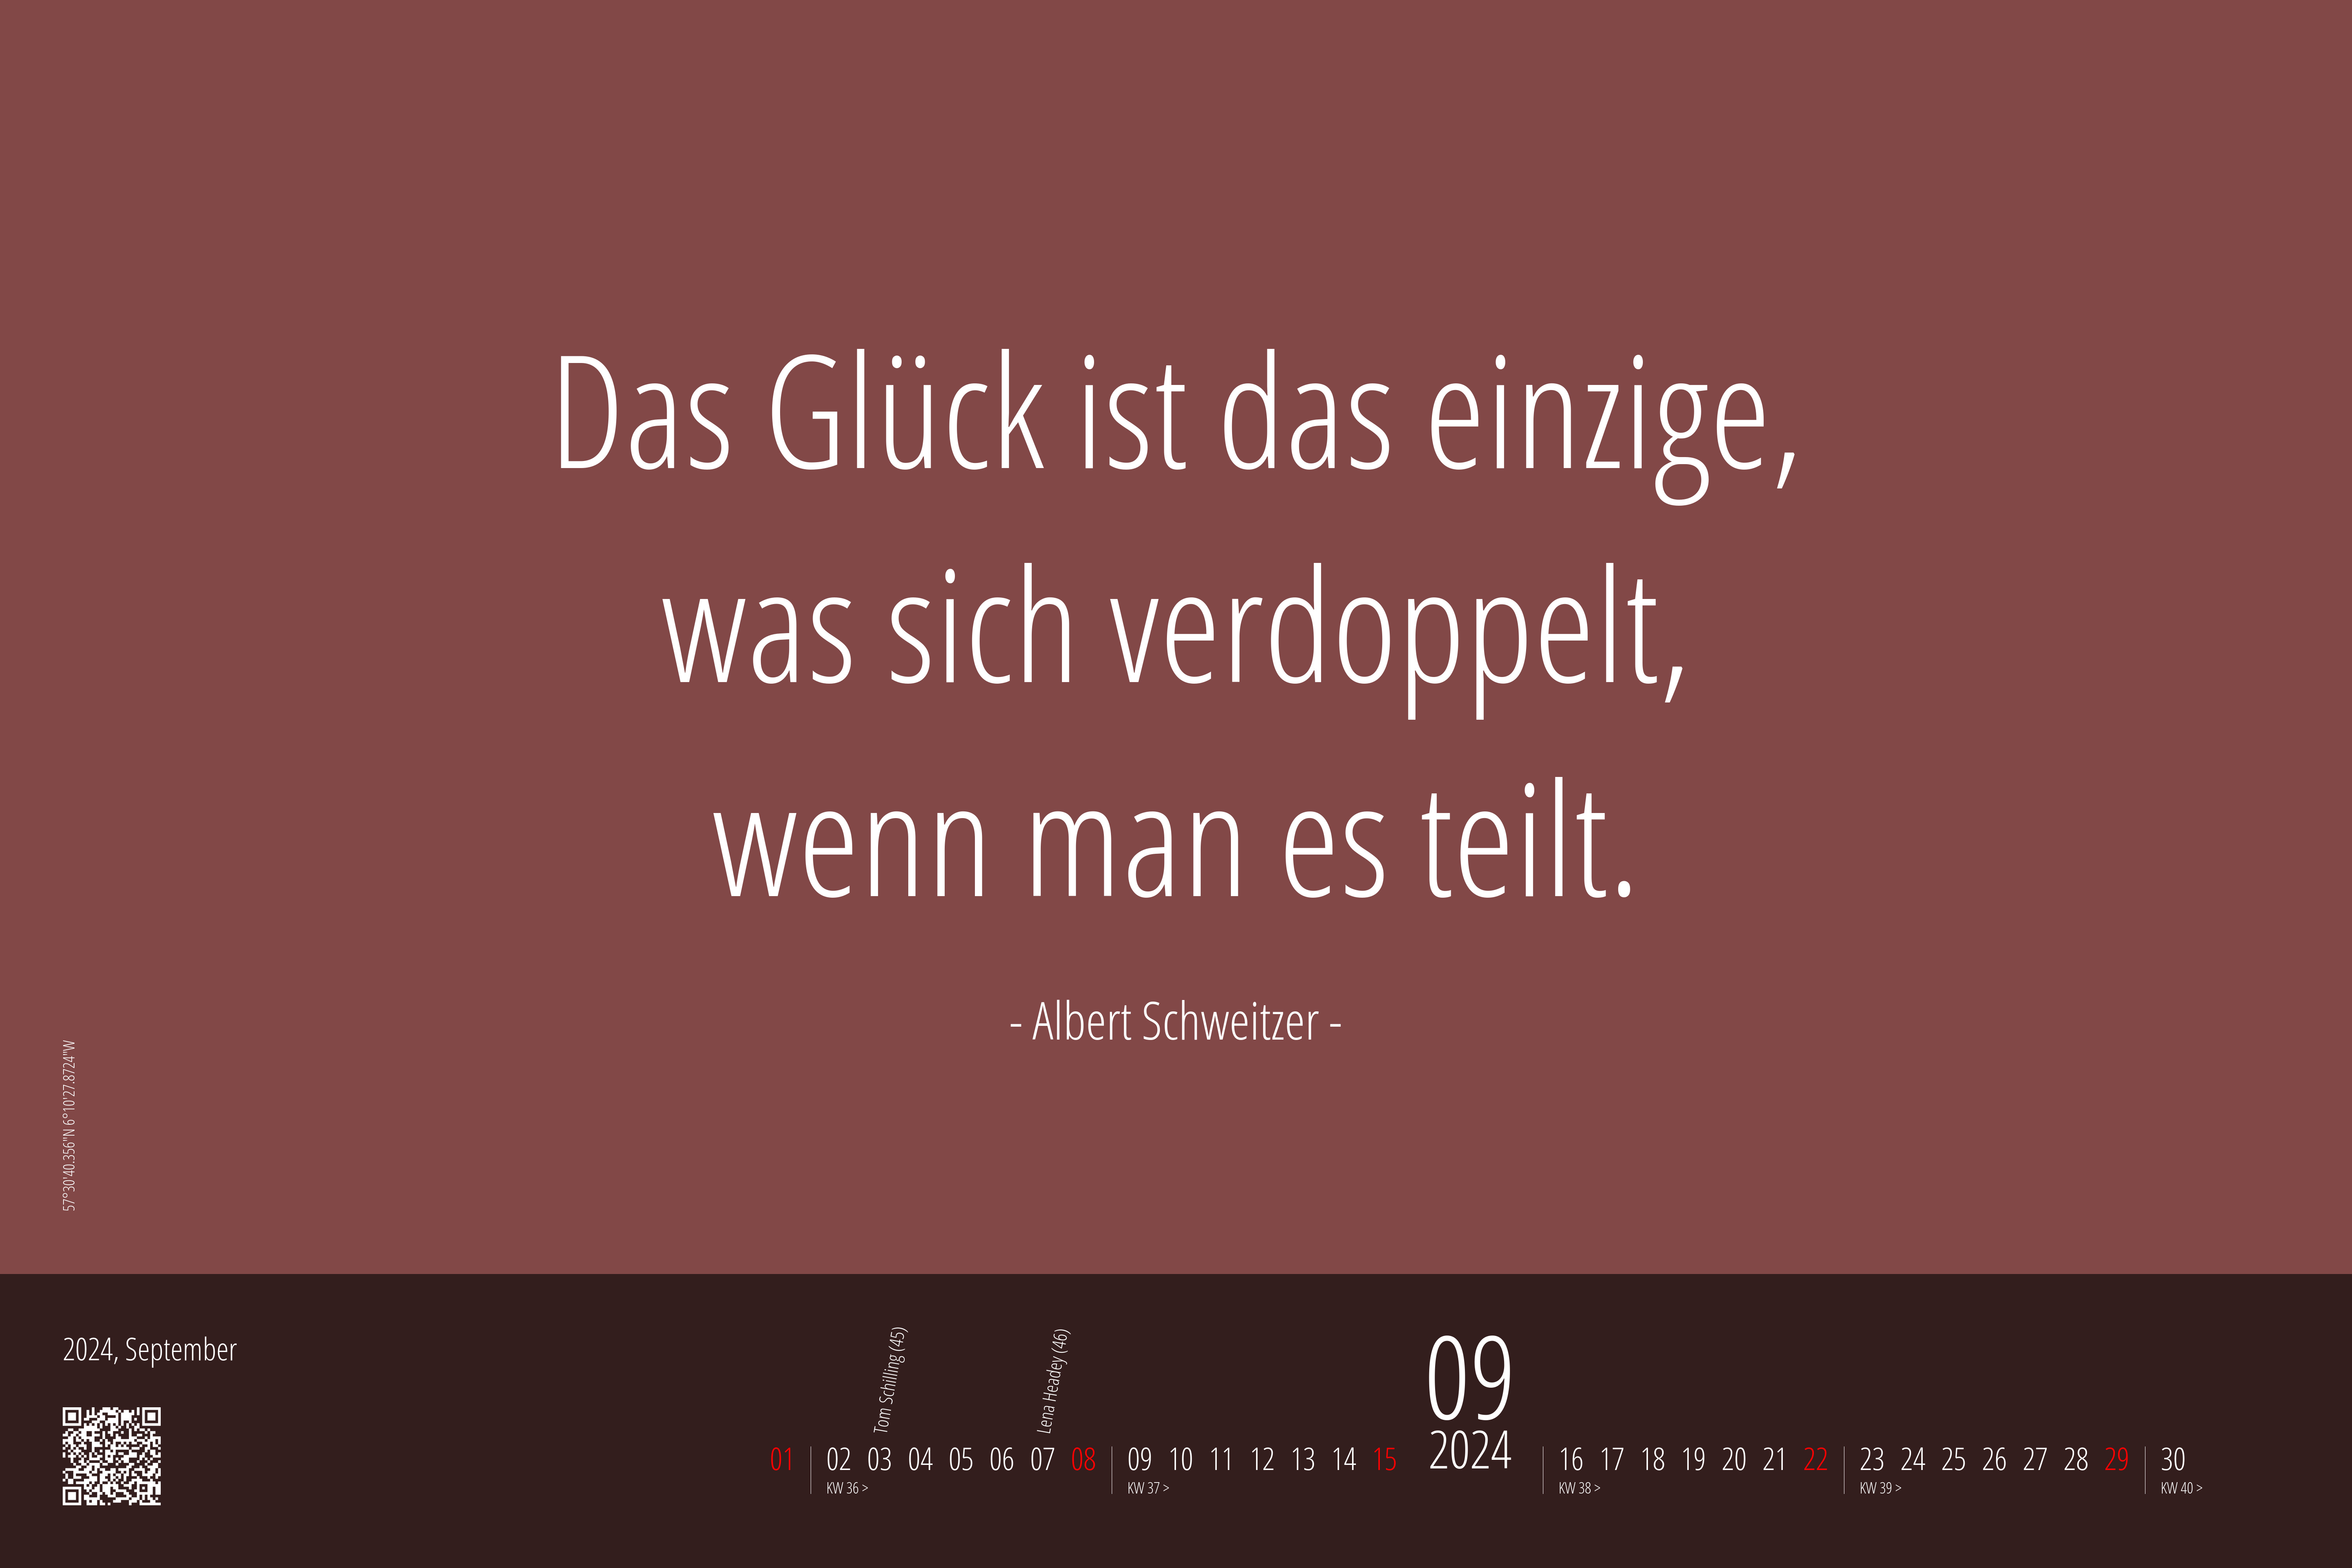 Das Glück ist das einzige,
was sich verdoppelt,
wenn man es teilt.
- Albert Schweitzer -
57°30'40.356"N 6°10'27.8724"W
2024, September
Tom Schilling (45)
Lena Headey (46)
09
2024
01 02 03 04 05 06 07 08 09 10 11 12 13 14 15 16 17 18 19 20 21 22 23 24 25 26 27 28 29 30
KW 36 > KW 37 > KW 38 > KW 39 > KW 40 >